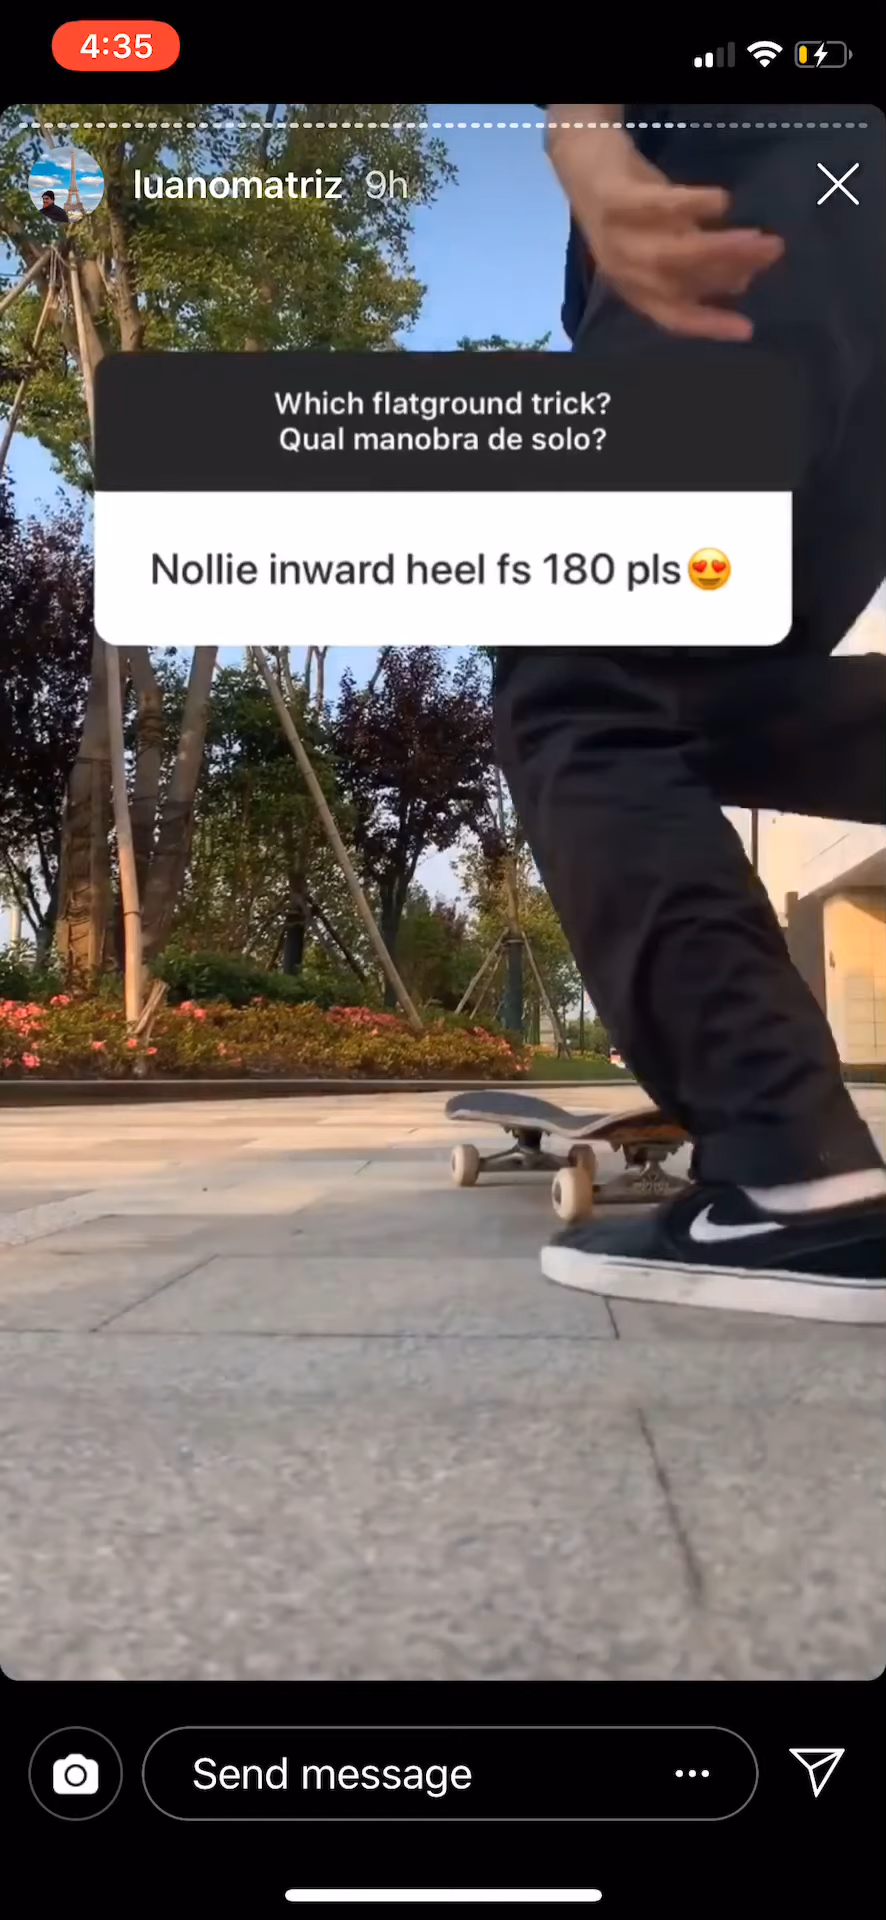 4:35
luanomatriz 9h
Which flatground trick?
Qual manobra de solo?
Nollie inward heel fs 180 pls😍
Send message